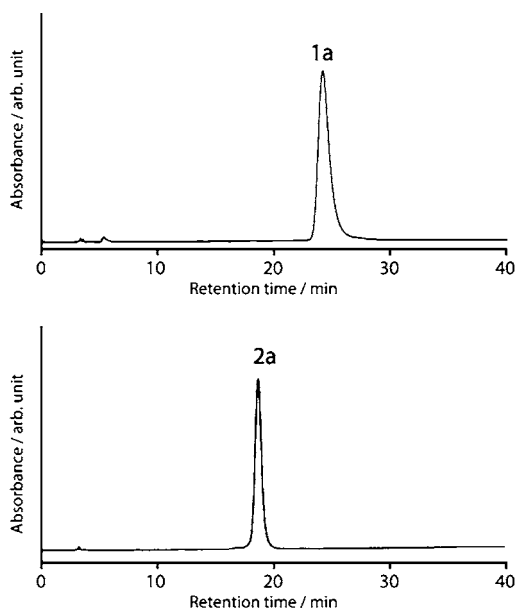 1a
Absorbance / arb. unit
0 10 20 30 40
Retention time / min
2a
Absorbance / arb. unit
0 10 20 30 40
Retention time / min